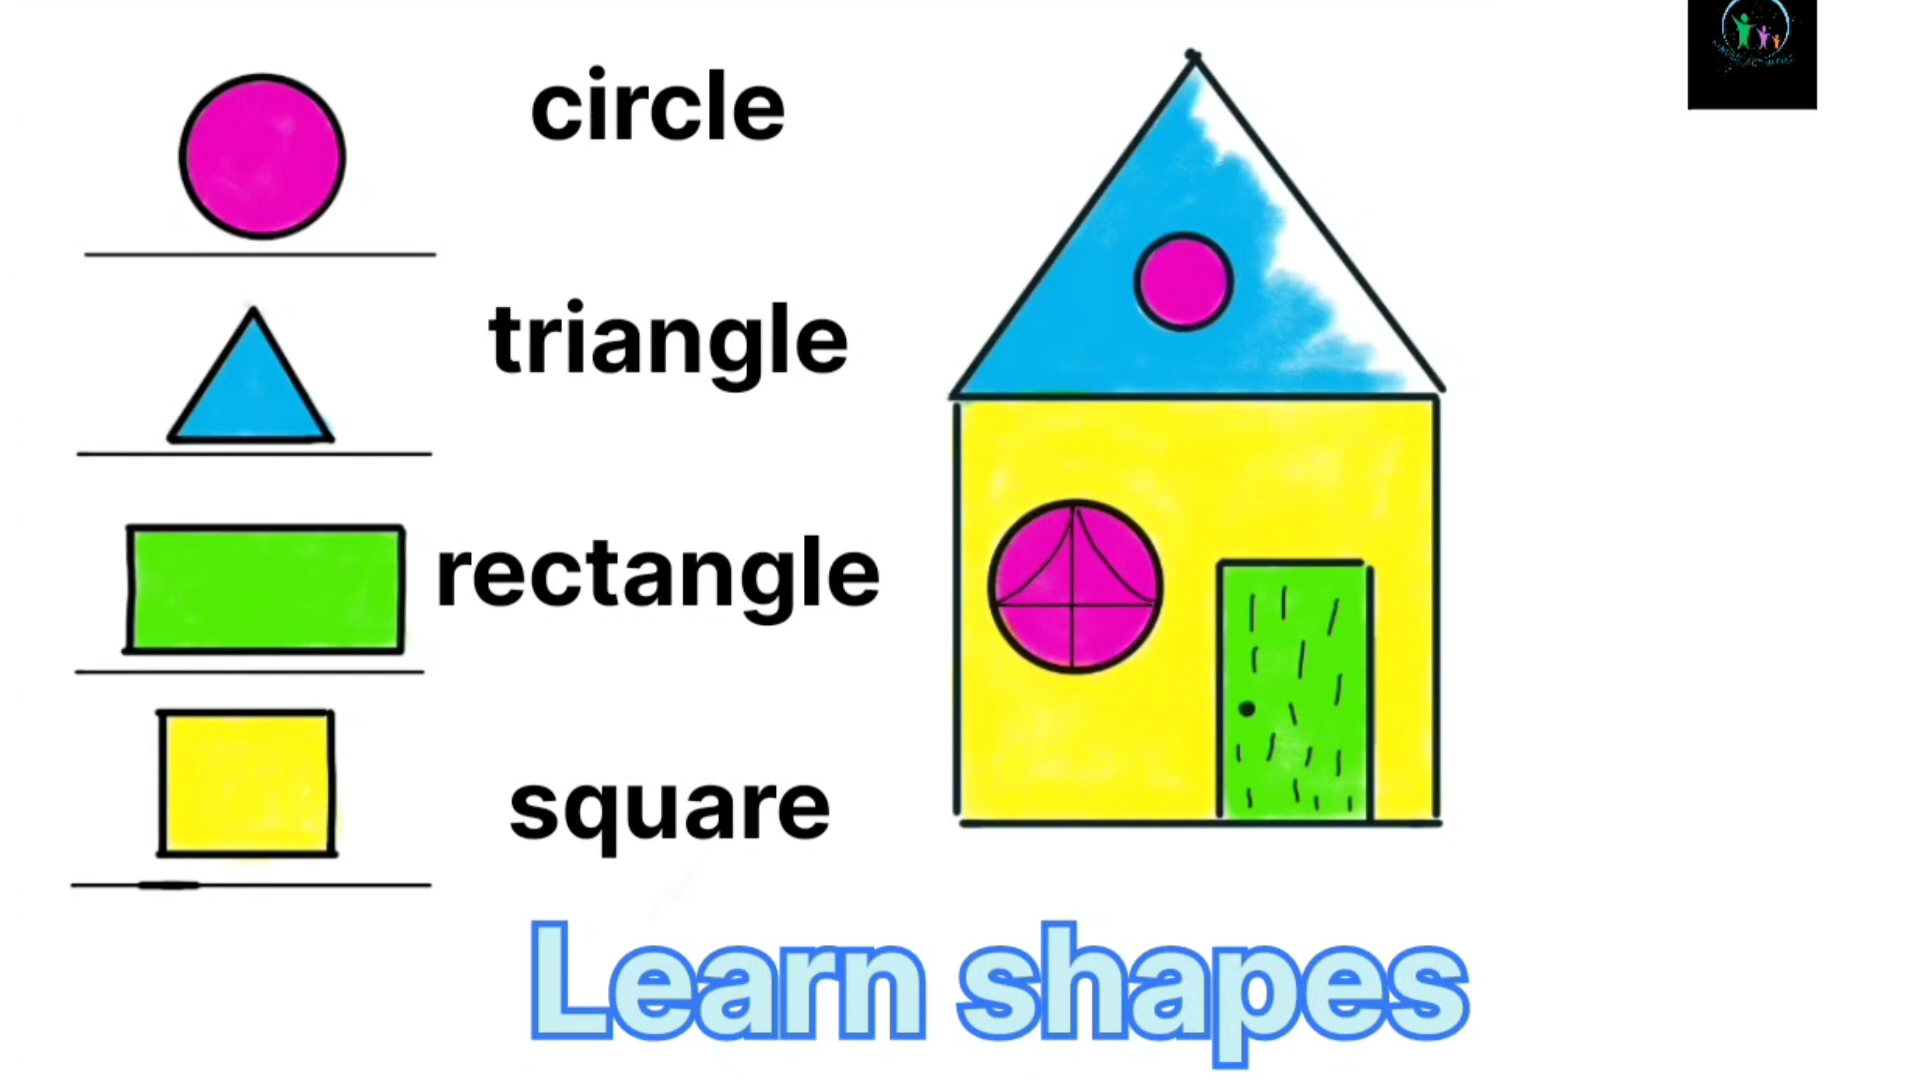 circle
triangle
rectangle
square
Learn shapes